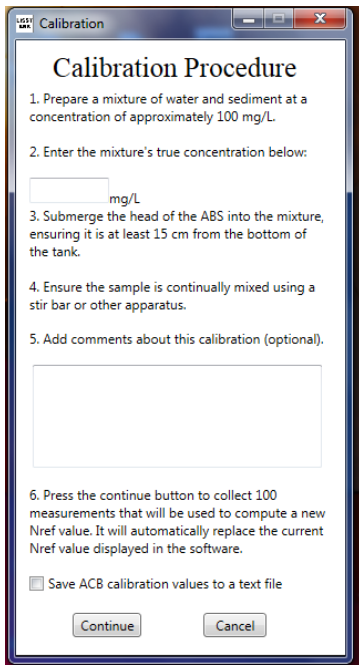 Calibration
Calibration Procedure
1. Prepare a mixture of water and sediment at a
concentration of approximately 100 mg/L.
2. Enter the mixture's true concentration below:
mg/L
3. Submerge the head of the ABS into the mixture,
ensuring it is at least 15 cm from the bottom of
the tank.
4. Ensure the sample is continually mixed using a
stir bar or other apparatus.
5. Add comments about this calibration (optional).
6. Press the continue button to collect 100
measurements that will be used to compute a new
Nref value. It will automatically replace the current
Nref value displayed in the software.
Save ACB calibration values to a text file
Continue Cancel